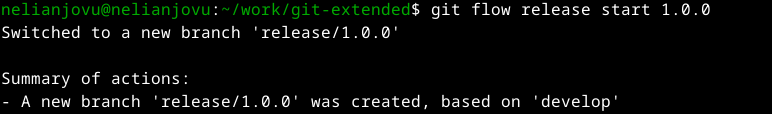 nelianjovu@nelianjovu:~/work/git-extended$ git flow release start 1.0.0
Switched to a new branch 'release/1.0.0'
Summary of actions:
- A new branch 'release/1.0.0' was created, based on 'develop'